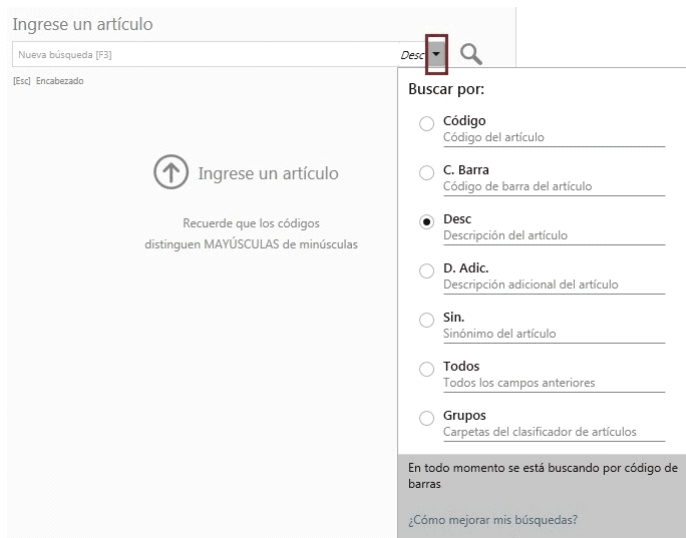 Ingrese un artículo
Nueva búsqueda [F3]
Desc
[Esc] Encabezado
Ingrese un artículo
Recuerde que los códigos
distinguen MAYÚSCULAS de minúsculas
Buscar por:
Código
Código del artículo
C. Barra
Código de barra del artículo
Desc
Descripción del artículo
D. Adic.
Descripción adicional del artículo
Sin.
Sinónimo del artículo
Todos
Todos los campos anteriores
Grupos
Carpetas del clasificador de artículos
En todo momento se está buscando por código de
barras
¿Cómo mejorar mis búsquedas?